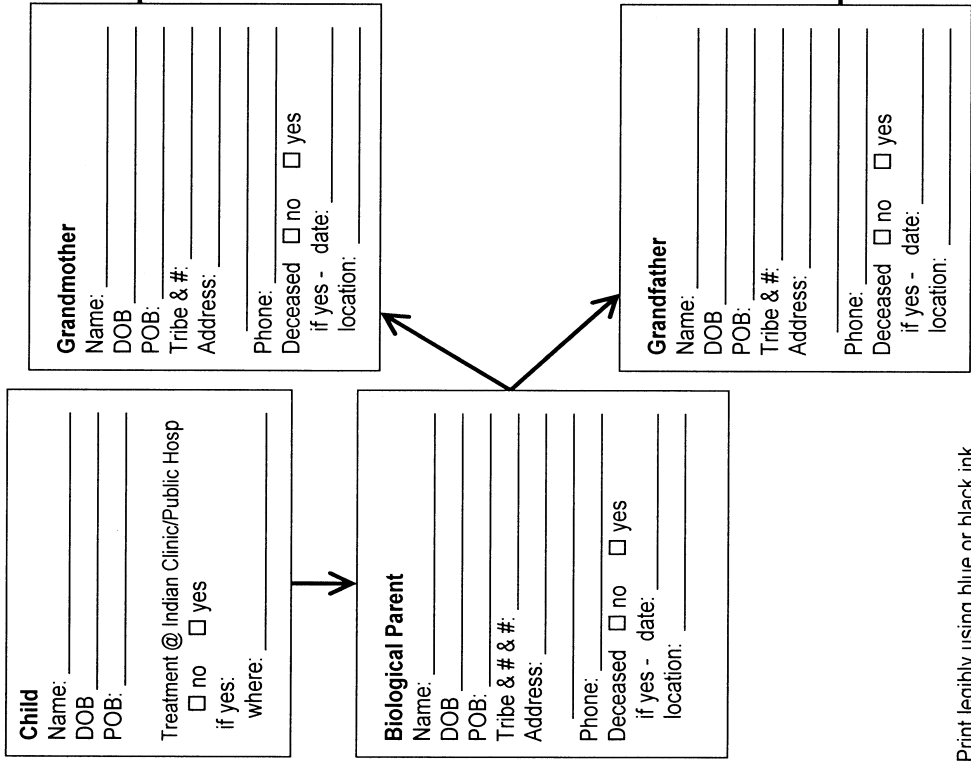 Child
Name:
DOB
POB:
Treatment @ Indian Clinic/Public Hosp
☐ no ☐ yes
if yes:
where:
Biological Parent
Name:
DOB
POB:
Tribe & # & #:
Address:
Phone:
Deceased ☐ no ☐ yes
if yes - date:
location:
Grandmother
Name:
DOB
POB:
Tribe & #:
Address:
Phone:
Deceased ☐ no ☐ yes
if yes - date:
location:
Grandfather
Name:
DOB
POB:
Tribe & #:
Address:
Phone:
Deceased ☐ no ☐ yes
if yes - date:
location:
Print legibly using blue or black ink